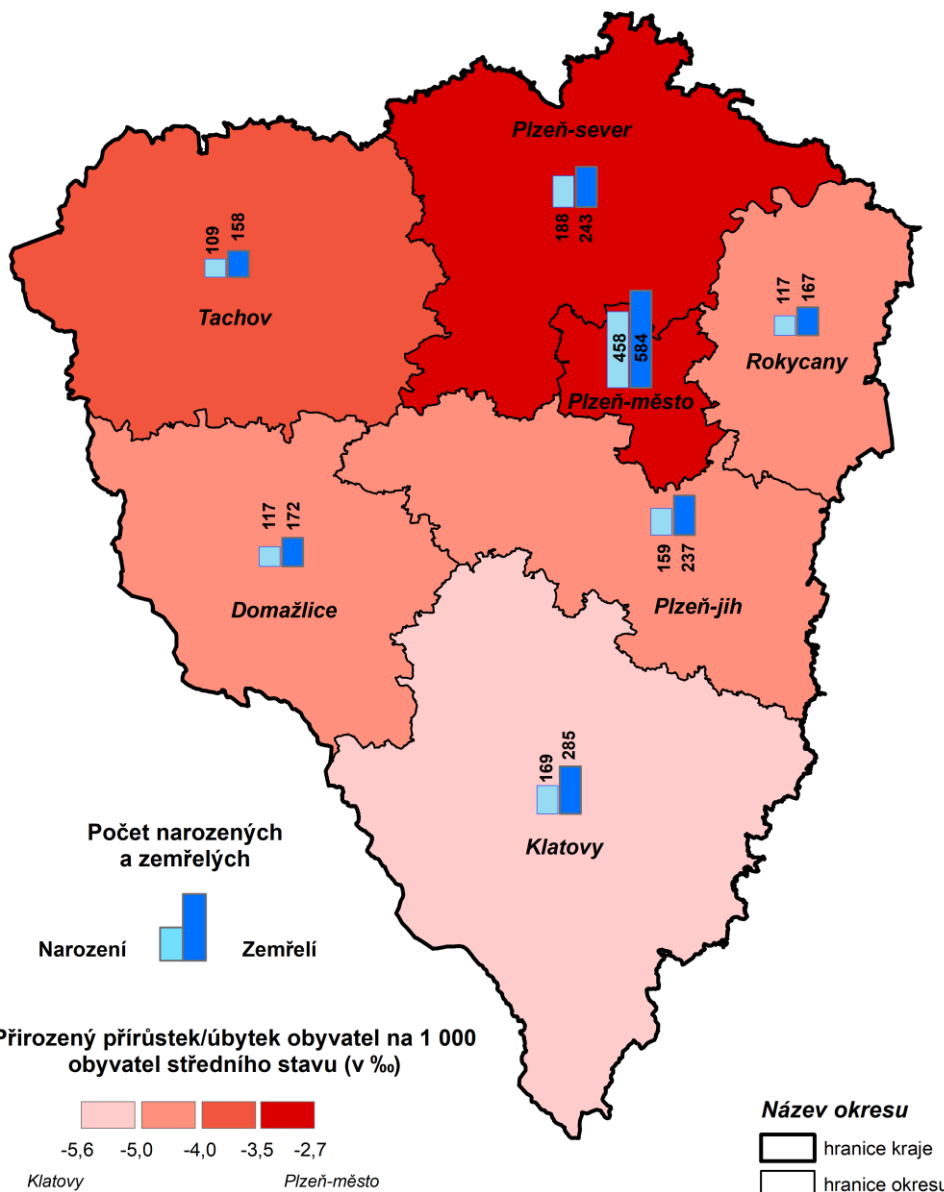 Plzeň-sever
188
243
109
158
Tachov
117
167
Rokycany
458
584
Plzeň-město
117
172
Domažlice
159
237
Plzeň-jih
169
285
Klatovy
Počet narozených
a zemřelých
Narození
Zemřelí
Přirozený přírůstek/úbytek obyvatel na 1 000
obyvatel středního stavu (v ‰)
-5,6 -5,0 -4,0 -3,5 -2,7
Klatovy Plzeň-město
Název okresu
hranice kraje
hranice okresu